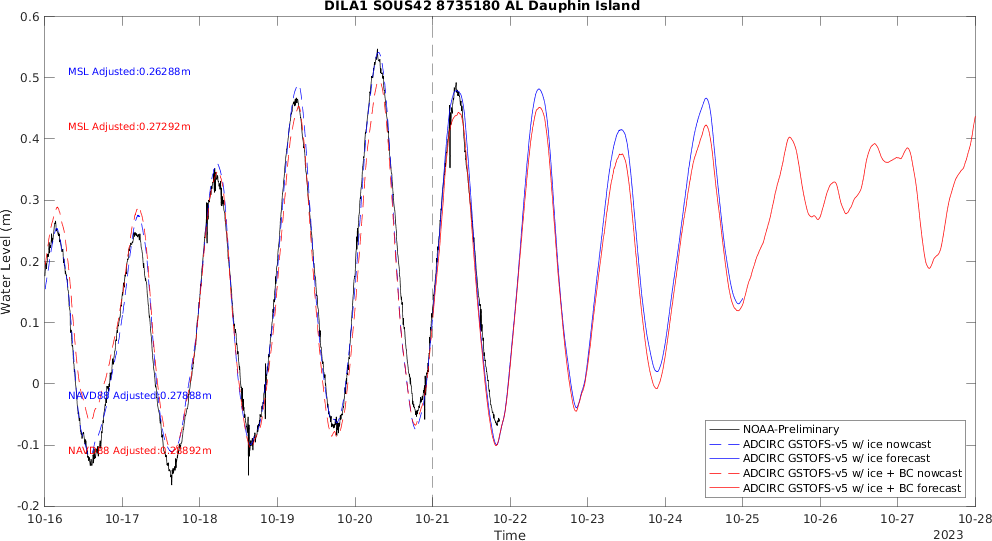 DILA1 SOUS42 8735180 AL Dauphin Island
0.6
0.5
0.4
0.3
0.2
0.1
0
-0.1
-0.2
Water Level (m)
MSL Adjusted:0.26288m
MSL Adjusted:0.27292m
NAVD88 Adjusted:0.27888m
NAVD88 Adjusted:0.28892m
NOAA-Preliminary
ADCIRC GSTOFS-v5 w/ ice nowcast
ADCIRC GSTOFS-v5 w/ ice forecast
ADCIRC GSTOFS-v5 w/ ice + BC nowcast
ADCIRC GSTOFS-v5 w/ ice + BC forecast
10-16 10-17 10-18 10-19 10-20 10-21 10-22 10-23 10-24 10-25 10-26 10-27 10-28
Time
2023